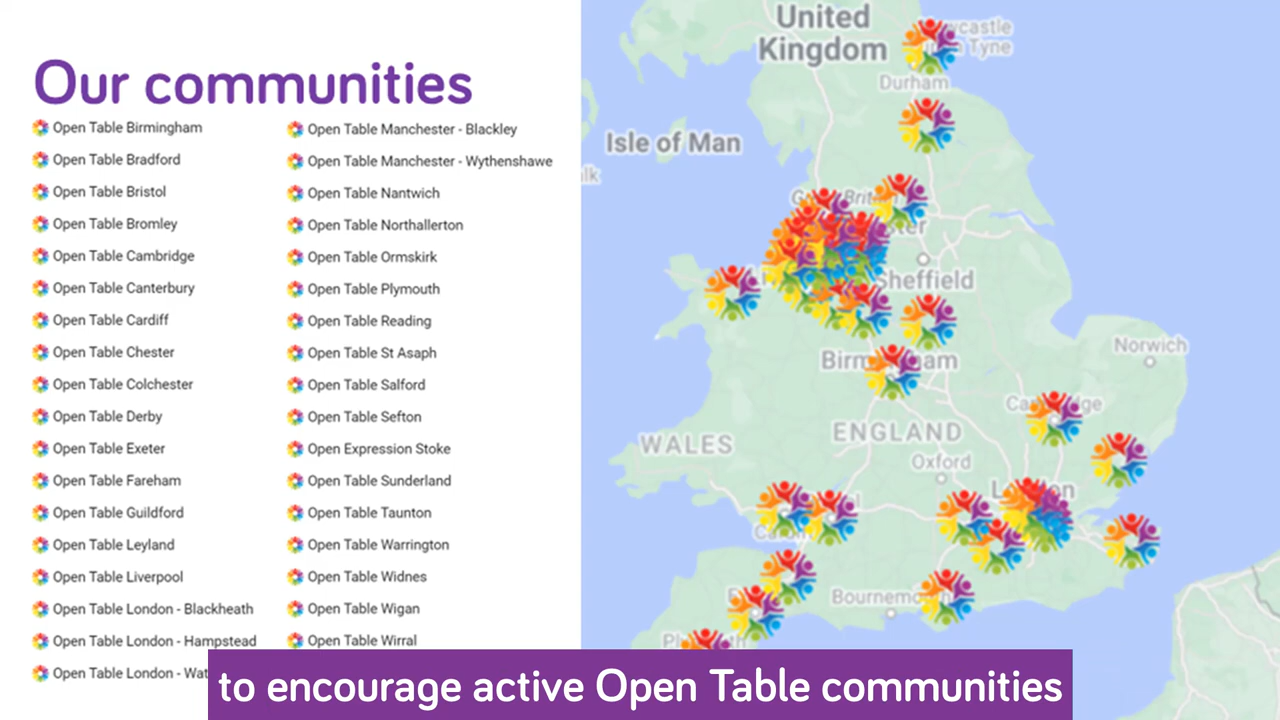 Our communities
Open Table Birmingham
Open Table Bradford
Open Table Bristol
Open Table Bromley
Open Table Cambridge
Open Table Canterbury
Open Table Cardiff
Open Table Chester
Open Table Colchester
Open Table Derby
Open Table Exeter
Open Table Fareham
Open Table Guildford
Open Table Leyland
Open Table Liverpool
Open Table London - Blackheath
Open Table London - Hampstead
Open Table London -
Open Table Manchester - Blackley
Open Table Manchester - Wythenshawe
Open Table Nantwich
Open Table Northallerton
Open Table Ormskirk
Open Table Plymouth
Open Table Reading
Open Table St Asaph
Open Table Salford
Open Table Sefton
Open Expression Stoke
Open Table Sunderland
Open Table Taunton
Open Table Warrington
Open Table Widnes
Open Table Wigan
Open Table Wirral
United
Kingdom
Durham
Isle of Man
Sheffield
Norwich
WALES
ENGLAND
Oxford
to encourage active Open Table communities